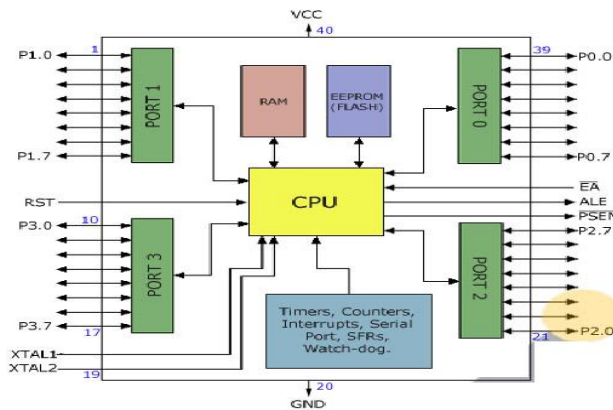 VCC
40
1
39
P1.0
P0.0
PORT 1
RAM
EEPROM
(FLASH)
PORT 0
P1.7
P0.7
EA
RST
CPU
ALE
PSEN
P3.0
10
P2.7
PORT 3
PORT 2
Timers, Counters,
Interrupts, Serial
Port, SFRs,
Watch-dog.
P3.7
17
P2.0
21
XTAL1
XTAL2
19
20
GND